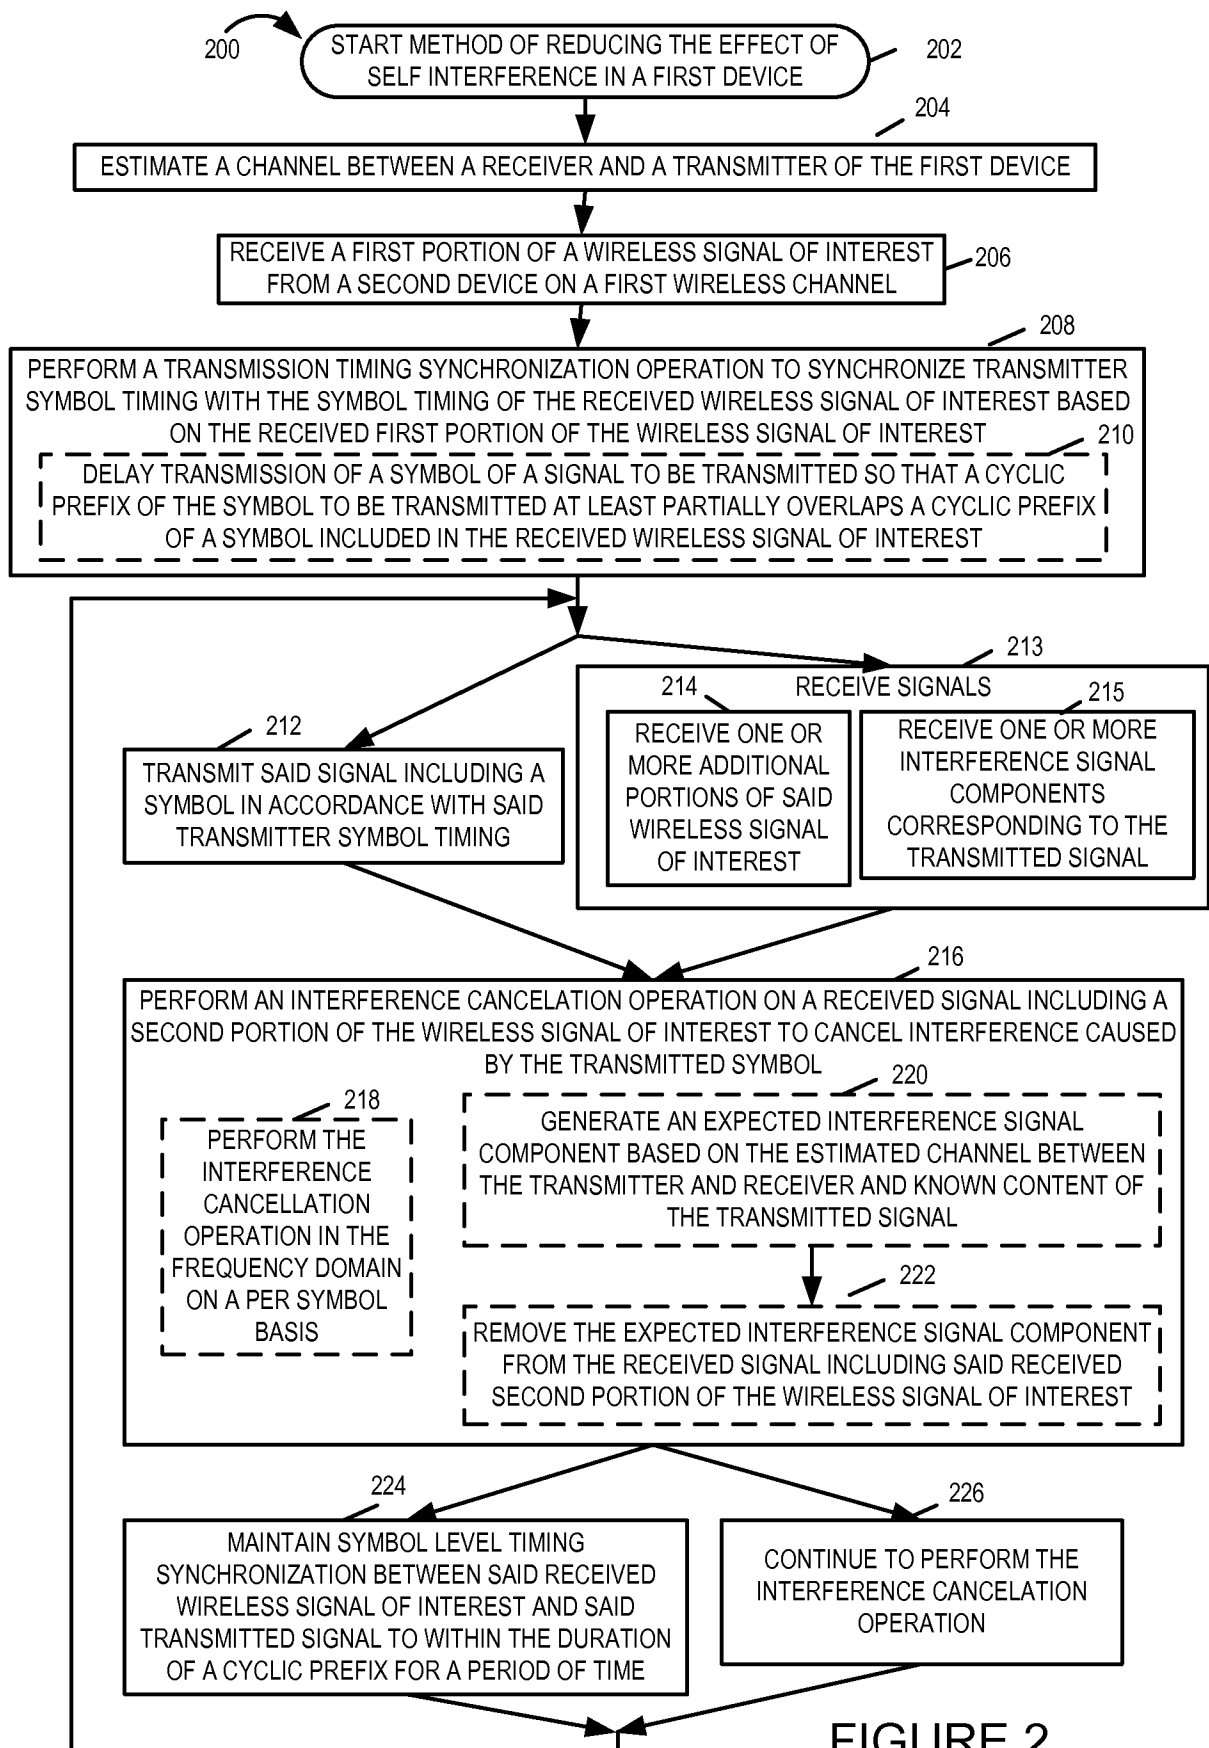 200
START METHOD OF REDUCING THE EFFECT OF
SELF INTERFERENCE IN A FIRST DEVICE
202
204
ESTIMATE A CHANNEL BETWEEN A RECEIVER AND A TRANSMITTER OF THE FIRST DEVICE
RECEIVE A FIRST PORTION OF A WIRELESS SIGNAL OF INTEREST
FROM A SECOND DEVICE ON A FIRST WIRELESS CHANNEL
206
208
PERFORM A TRANSMISSION TIMING SYNCHRONIZATION OPERATION TO SYNCHRONIZE TRANSMITTER
SYMBOL TIMING WITH THE SYMBOL TIMING OF THE RECEIVED WIRELESS SIGNAL OF INTEREST BASED
ON THE RECEIVED FIRST PORTION OF THE WIRELESS SIGNAL OF INTEREST
210
DELAY TRANSMISSION OF A SYMBOL OF A SIGNAL TO BE TRANSMITTED SO THAT A CYCLIC
PREFIX OF THE SYMBOL TO BE TRANSMITTED AT LEAST PARTIALLY OVERLAPS A CYCLIC PREFIX
OF A SYMBOL INCLUDED IN THE RECEIVED WIRELESS SIGNAL OF INTEREST
212
TRANSMIT SAID SIGNAL INCLUDING A
SYMBOL IN ACCORDANCE WITH SAID
TRANSMITTER SYMBOL TIMING
213
RECEIVE SIGNALS
214
RECEIVE ONE OR
MORE ADDITIONAL
PORTIONS OF SAID
WIRELESS SIGNAL
OF INTEREST
215
RECEIVE ONE OR MORE
INTERFERENCE SIGNAL
COMPONENTS
CORRESPONDING TO THE
TRANSMITTED SIGNAL
216
PERFORM AN INTERFERENCE CANCELATION OPERATION ON A RECEIVED SIGNAL INCLUDING A
SECOND PORTION OF THE WIRELESS SIGNAL OF INTEREST TO CANCEL INTERFERENCE CAUSED
BY THE TRANSMITTED SYMBOL
218
PERFORM THE
INTERFERENCE
CANCELLATION
OPERATION IN THE
FREQUENCY DOMAIN
ON A PER SYMBOL
BASIS
220
GENERATE AN EXPECTED INTERFERENCE SIGNAL
COMPONENT BASED ON THE ESTIMATED CHANNEL BETWEEN
THE TRANSMITTER AND RECEIVER AND KNOWN CONTENT OF
THE TRANSMITTED SIGNAL
222
REMOVE THE EXPECTED INTERFERENCE SIGNAL COMPONENT
FROM THE RECEIVED SIGNAL INCLUDING SAID RECEIVED
SECOND PORTION OF THE WIRELESS SIGNAL OF INTEREST
224
MAINTAIN SYMBOL LEVEL TIMING
SYNCHRONIZATION BETWEEN SAID RECEIVED
WIRELESS SIGNAL OF INTEREST AND SAID
TRANSMITTED SIGNAL TO WITHIN THE DURATION
OF A CYCLIC PREFIX FOR A PERIOD OF TIME
226
CONTINUE TO PERFORM THE
INTERFERENCE CANCELATION
OPERATION
FIGURE 2